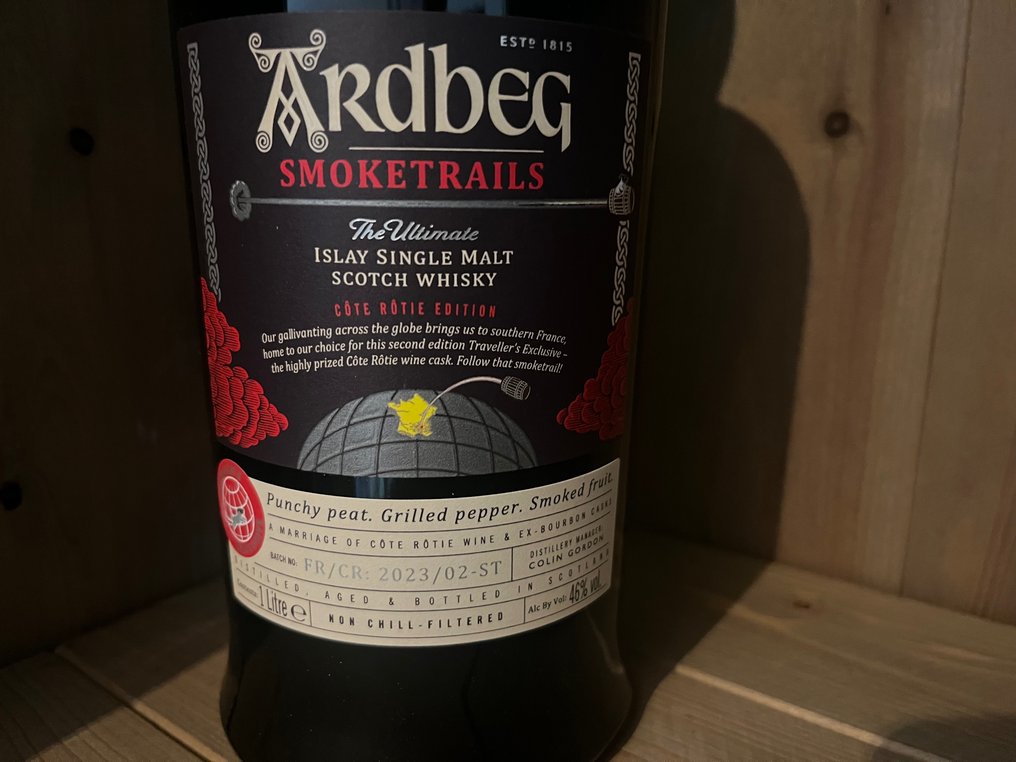 ESTD 1815
ARDBEG
SMOKETRAILS
The Ultimate
ISLAY SINGLE MALT
SCOTCH WHISKY
CÔTE RÔTIE EDITION
Our gallivanting across the globe brings us to southern France,
home to our choice for this second edition Traveller's Exclusive –
the highly prized Côte Rôtie wine cask. Follow that smoketrail!
Punchy peat. Grilled pepper. Smoked fruit.
A MARRIAGE OF CÔTE RÔTIE WINE & EX-BOURBON CASKS
BATCH NO: FR/CR: 2023/02-ST
DISTILLERY MANAGER:
COLIN GORDON
DISTILLED, AGED & BOTTLED IN SCOTLAND
Contents: 1 Litre e
NON CHILL-FILTERED
Alc By Vol: 46% vol.